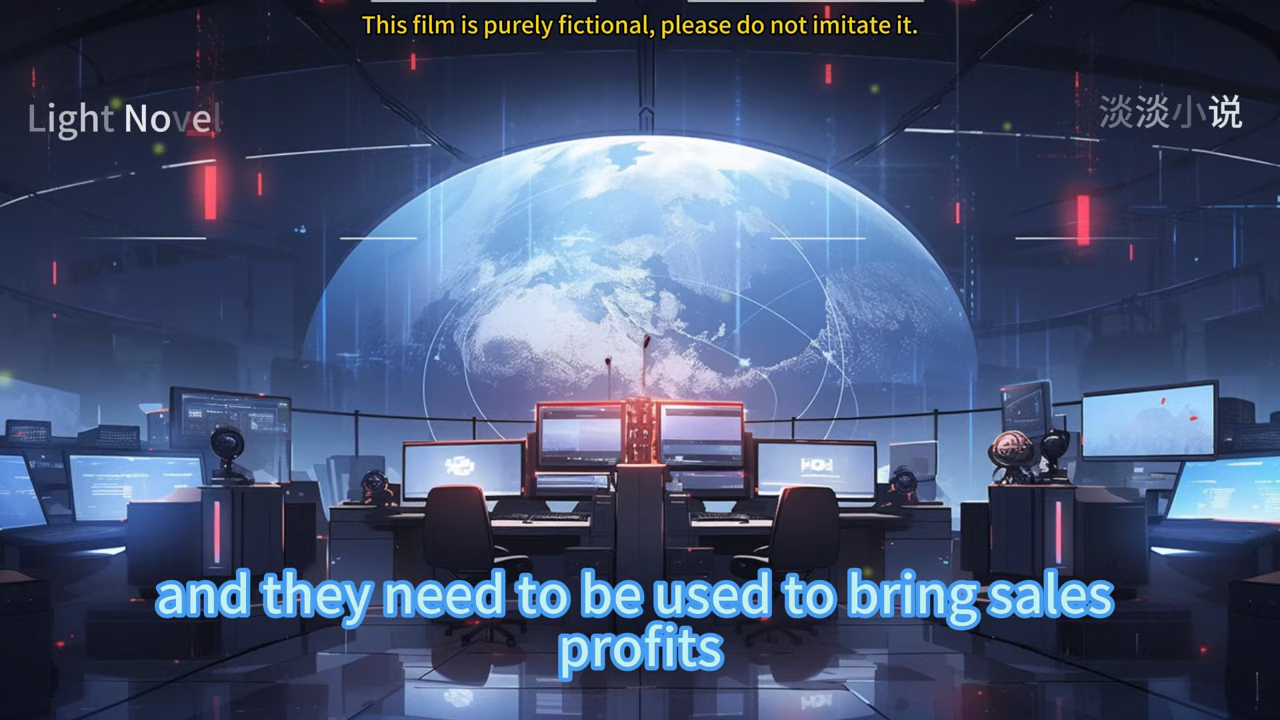 This film is purely fictional, please do not imitate it.
Light Novel
淡淡小说
and they need to be used to bring sales
profits